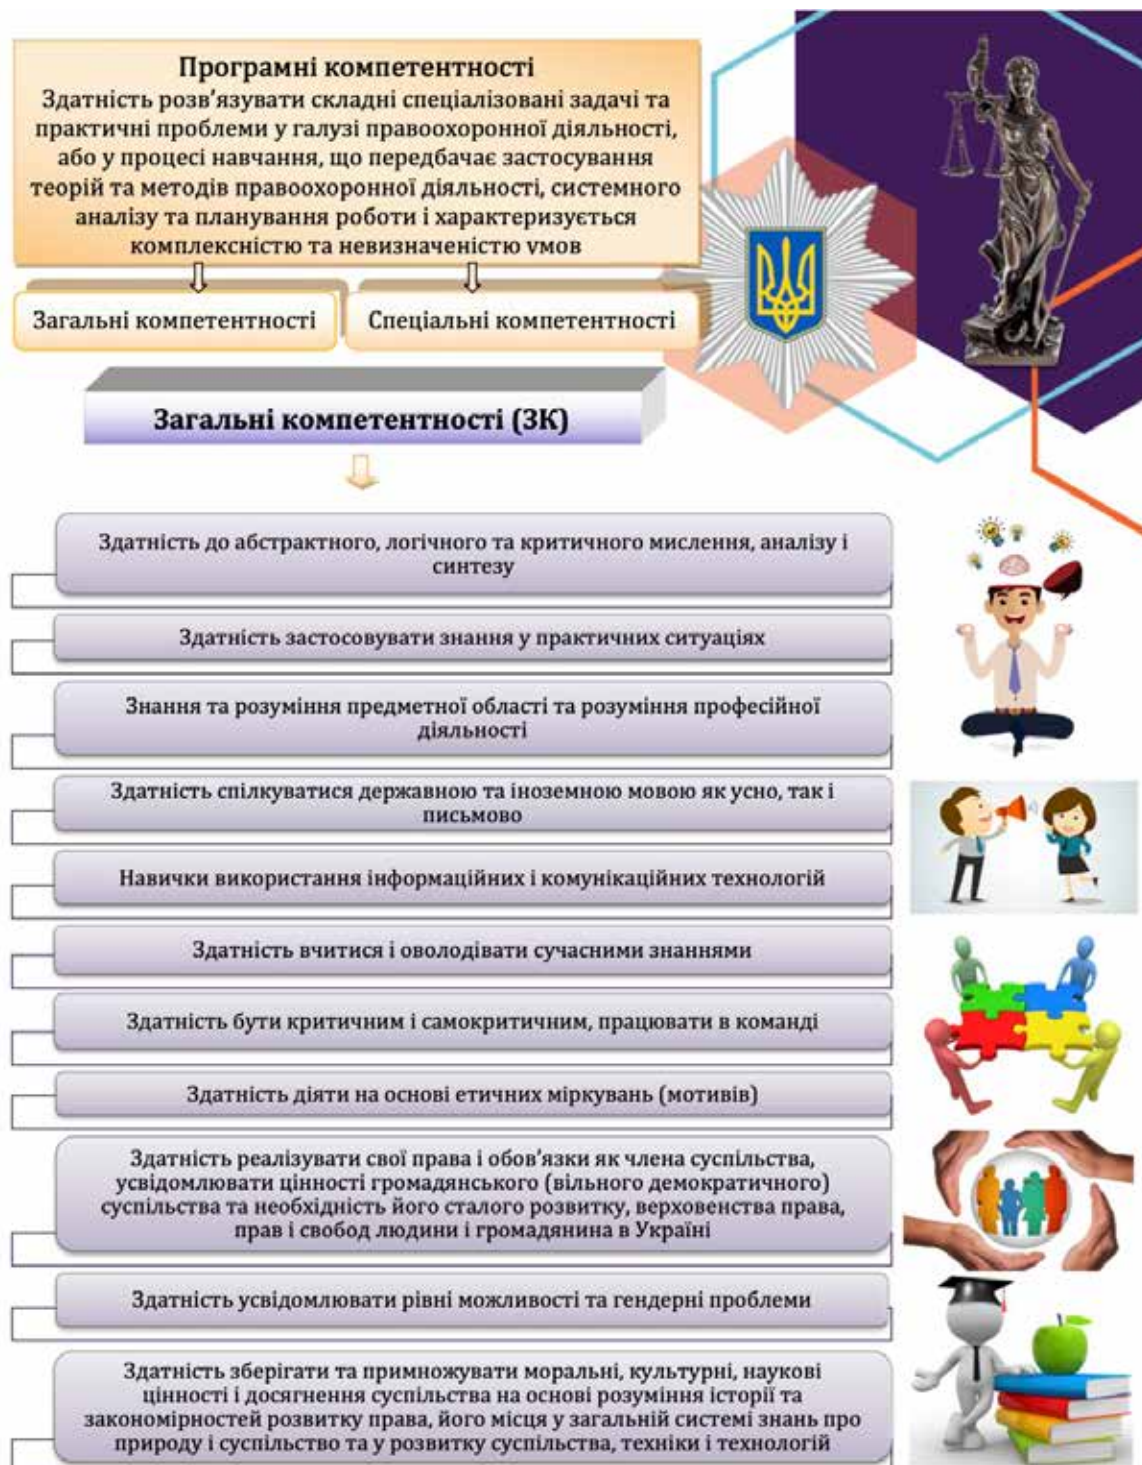 Програмні компетентності
Здатність розв'язувати складні спеціалізовані задачі та
практичні проблеми у галузі правоохоронної діяльності,
або у процесі навчання, що передбачає застосування
теорій та методів правоохоронної діяльності, системного
аналізу та планування роботи і характеризується
комплексністю та невизначеністю умов
Загальні компетентності
Спеціальні компетентності
Загальні компетентності (ЗК)
Здатність до абстрактного, логічного та критичного мислення, аналізу і
синтезу
Здатність застосовувати знання у практичних ситуаціях
Знання та розуміння предметної області та розуміння професійної
діяльності
Здатність спілкуватися державною та іноземною мовою як усно, так і
письмово
Навички використання інформаційних і комунікаційних технологій
Здатність вчитися і оволодівати сучасними знаннями
Здатність бути критичним і самокритичним, працювати в команді
Здатність діяти на основі етичних міркувань (мотивів)
Здатність реалізувати свої права і обов'язки як члена суспільства,
усвідомлювати цінності громадянського (вільного демократичного)
суспільства та необхідність його сталого розвитку, верховенства права,
прав і свобод людини і громадянина в Україні
Здатність усвідомлювати рівні можливості та гендерні проблеми
Здатність зберігати та примножувати моральні, культурні, наукові
цінності і досягнення суспільства на основі розуміння історії та
закономірностей розвитку права, його місця у загальній системі знань про
природу і суспільство та у розвитку суспільства, техніки і технологій